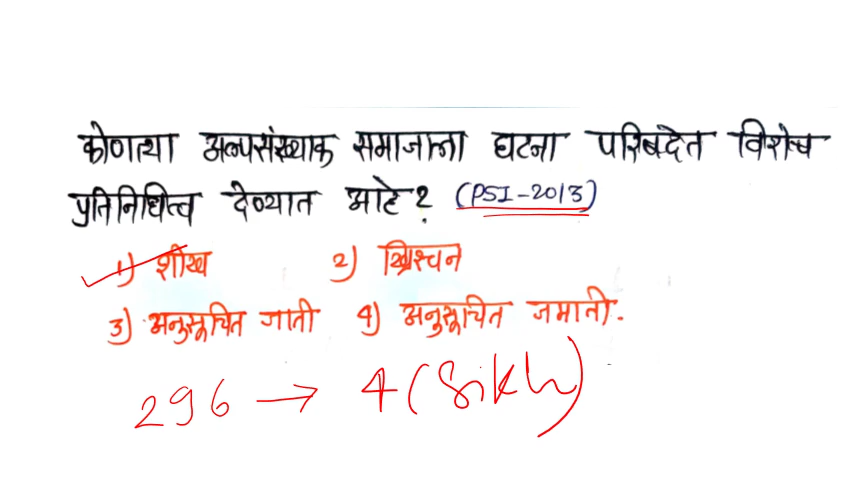 कोणत्या अल्पसंख्याक समाजाला घटना परिषदेत विशेष
प्रतिनिधित्व देण्यात आहे? (PSI-2013)
1) शीख 2) ख्रिश्चन
3) अनुसूचित जाती 4) अनुसूचित जमाती.
296 → 4 (Sikh)